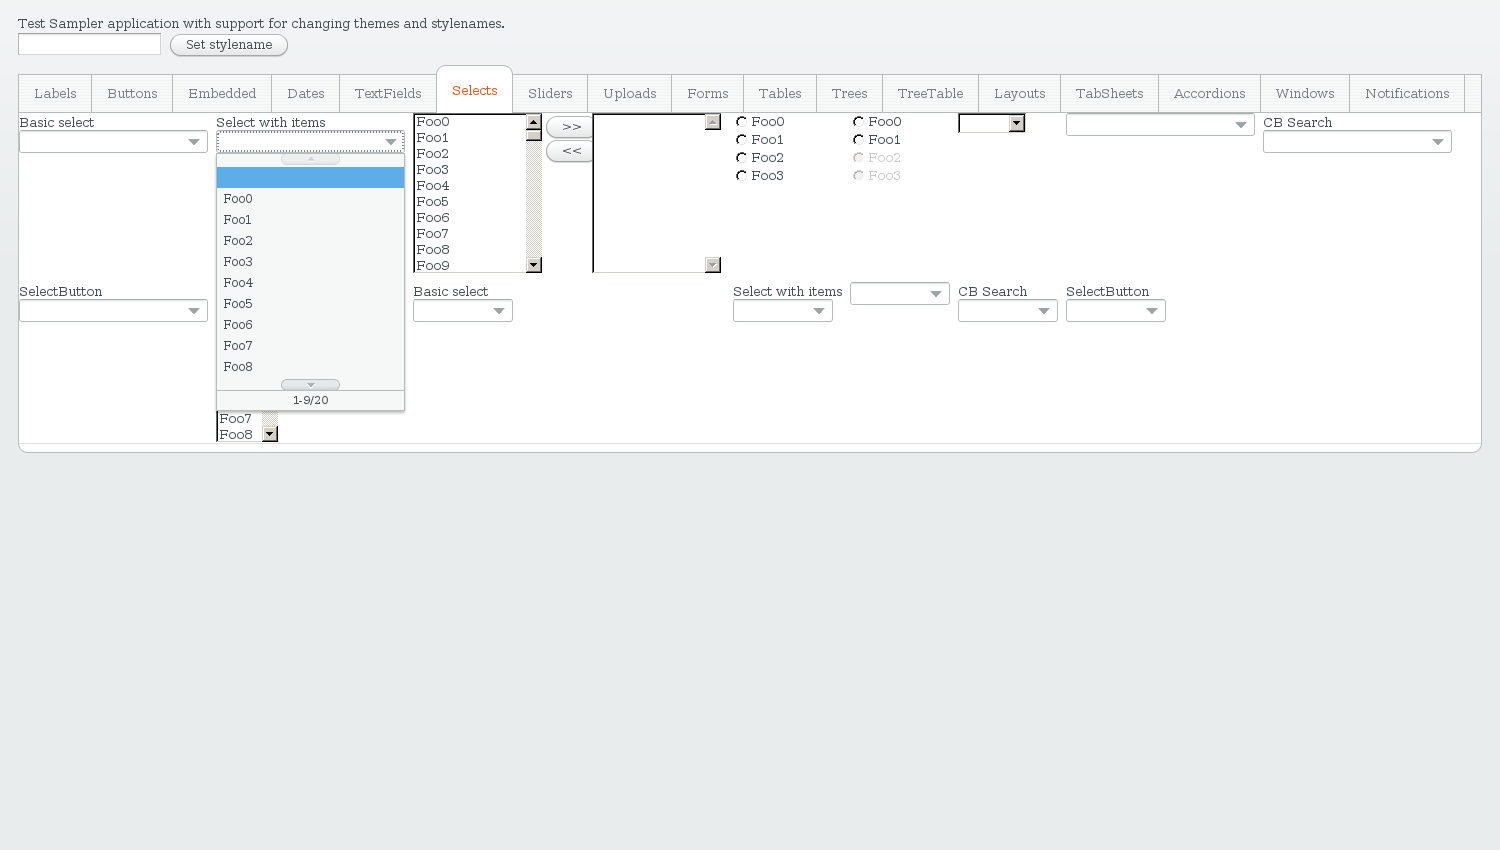 Test Sampler application with support for changing themes and stylenames.
Set stylename
Labels Buttons Embedded Dates TextFields Selects Sliders Uploads Forms Tables Trees TreeTable Layouts TabSheets Accordions Windows Notifications
Basic select
Select with items
Foo0
Foo1
Foo2
Foo3
Foo4
Foo5
Foo6
Foo7
Foo8
1-9/20
Foo7
Foo8
Foo0
Foo1
Foo2
Foo3
Foo4
Foo5
Foo6
Foo7
Foo8
Foo9
>>
<<
Foo0
Foo1
Foo2
Foo3
Foo0
Foo1
Foo2
Foo3
CB Search
SelectButton
Basic select
Select with items
CB Search
SelectButton